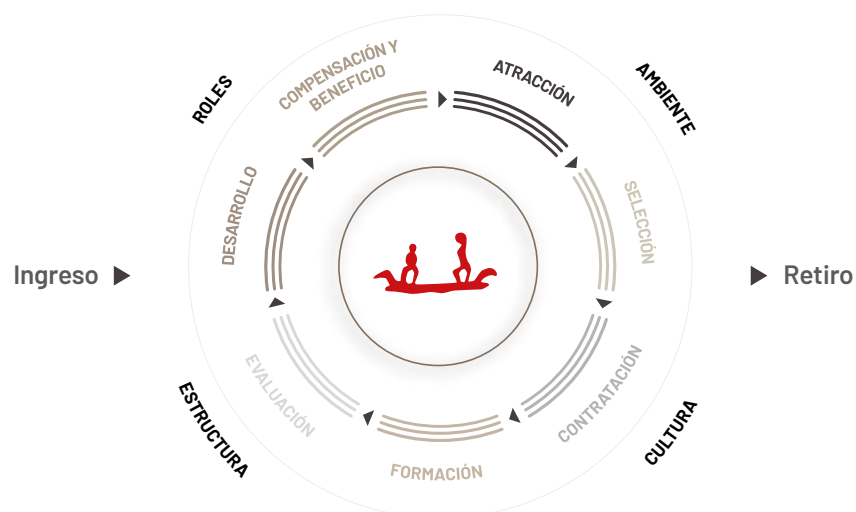 COMPENSACIÓN Y
BENEFICIO
ATRACCIÓN
ROLES
AMBIENTE
DESARROLLO
SELECCIÓN
Ingreso
Retiro
EVALUACIÓN
CONTRATACIÓN
ESTRUCTURA
CULTURA
FORMACIÓN